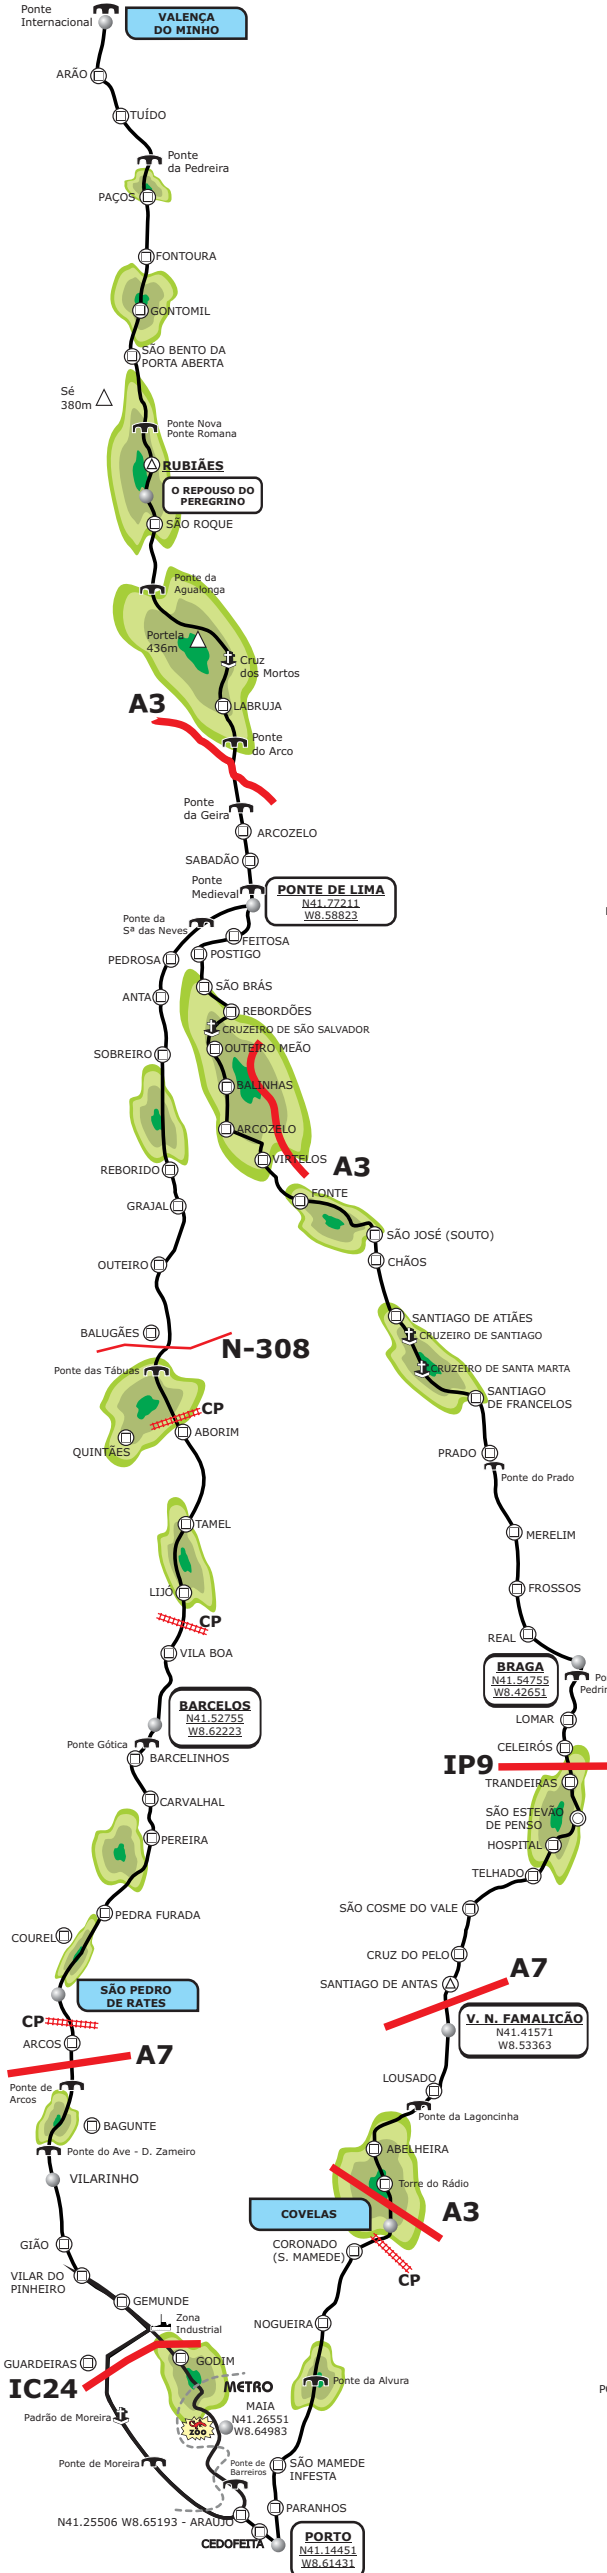 Ponte
Internacional
VALENÇA
DO MINHO
ARÃO
TUÍDO
Ponte
da Pedreira
PAÇOS
FONTOURA
GONTOMIL
SÃO BENTO DA
PORTA ABERTA
Sé
380m
Ponte Nova
Ponte Romana
RUBIÃES
O REPOUSO DO
PEREGRINO
SÃO ROQUE
Ponte da
Agualonga
Portela
436m
Cruz
dos Mortos
LABRUJA
A3
Ponte
do Arco
Ponte
da Geira
ARCOZELO
SABADÃO
Ponte
Medieval
PONTE DE LIMA
N41.77211
W8.58823
Ponte da
Sª das Neves
FEITOSA
POSTIGO
PEDROSA
SÃO BRÁS
ANTA
REBORDÕES
CRUZEIRO DE SÃO SALVADOR
OUTEIRO MEÃO
SOBREIRO
BALINHAS
ARCOZELO
VIRTELOS
A3
REBORIDO
FONTE
GRAJAL
SÃO JOSÉ (SOUTO)
CHÃOS
OUTEIRO
SANTIAGO DE ATIÃES
CRUZEIRO DE SANTIAGO
BALUGÃES
N-308
Ponte das Tábuas
CRUZEIRO DE SANTA MARTA
SANTIAGO
DE FRANCELOS
CP
ABORIM
QUINTÃES
PRADO
Ponte do Prado
TAMEL
MERELIM
LIJÓ
FROSSOS
CP
REAL
VILA BOA
BRAGA
N41.54755
W8.42651
Po
Pedrin
BARCELOS
N41.52755
W8.62223
LOMAR
Ponte Gótica
BARCELINHOS
CELEIRÓS
IP9
TRANDEIRAS
CARVALHAL
SÃO ESTEVÃO
DE PENSO
PEREIRA
HOSPITAL
TELHADO
PEDRA FURADA
SÃO COSME DO VALE
COUREL
CRUZ DO PELO
A7
SANTIAGO DE ANTAS
SÃO PEDRO
DE RATES
CP
V. N. FAMALICÃO
N41.41571
W8.53363
ARCOS
A7
LOUSADO
Ponte de
Arcos
Ponte da Lagoncinha
BAGUNTE
ABELHEIRA
Ponte do Ave - D. Zameiro
VILARINHO
Torre do Rádio
A3
COVELAS
GIÃO
CORONADO
(S. MAMEDE)
CP
VILAR DO
PINHEIRO
GEMUNDE
Zona
Industrial
NOGUEIRA
GUARDEIRAS
GODIM
IC24
METRO
Ponte da Alvura
MAIA
N41.26551
W8.64983
Padrão de Moreira
ZOO
Ponte de Moreira
Ponte de
Barreiros
SÃO MAMEDE
INFESTA
PARANHOS
N41.25506 W8.65193 - ARAÚJO
CEDOFEITA
PORTO
N41.14451
W8.61431